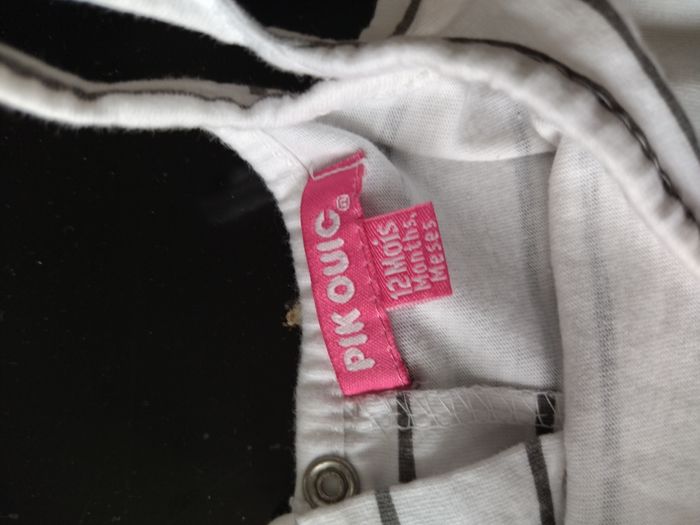 PIK OUIC®
12 Mois
Months.
Meses.